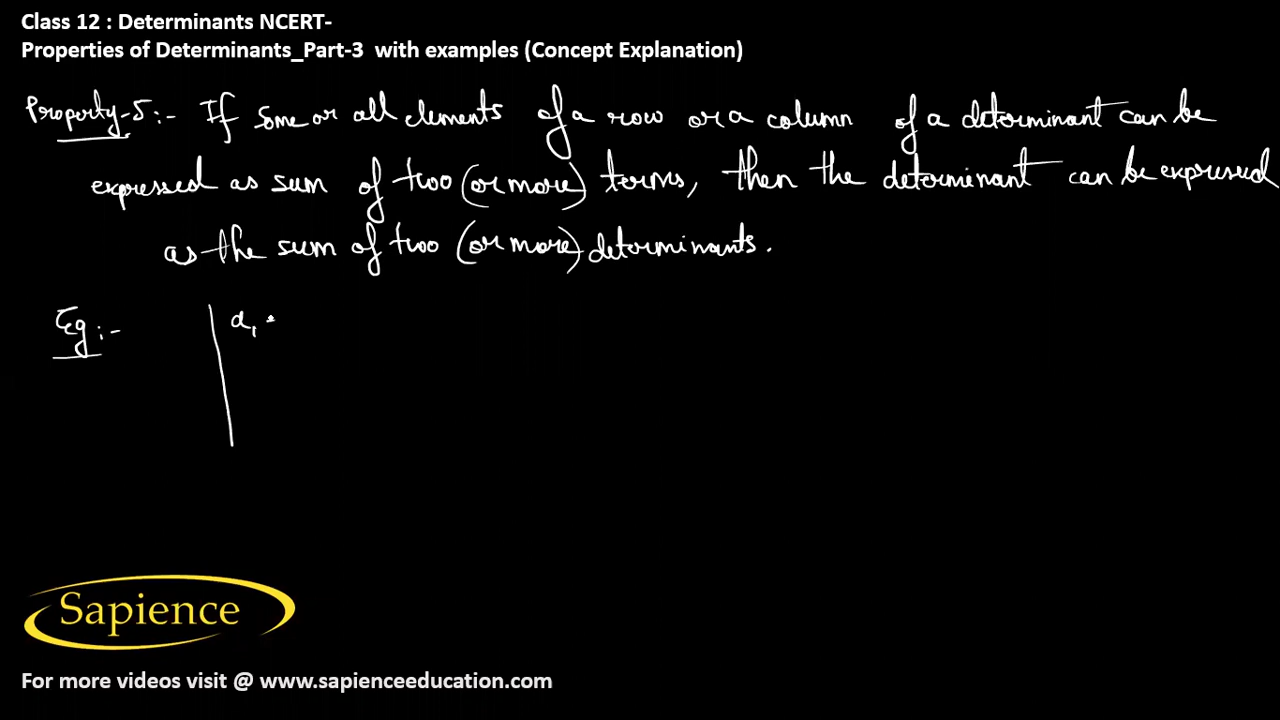 Class 12 : Determinants NCERT-
Properties of Determinants_Part-3 with examples (Concept Explanation)
Property-5:- If some or all elements of a row or a column of a determinant can be
expressed as sum of two (or more) terms, then the determinant can be expressed
as the sum of two (or more) determinants.
Eg:- | a₁
Sapience
For more videos visit @ www.sapienceeducation.com